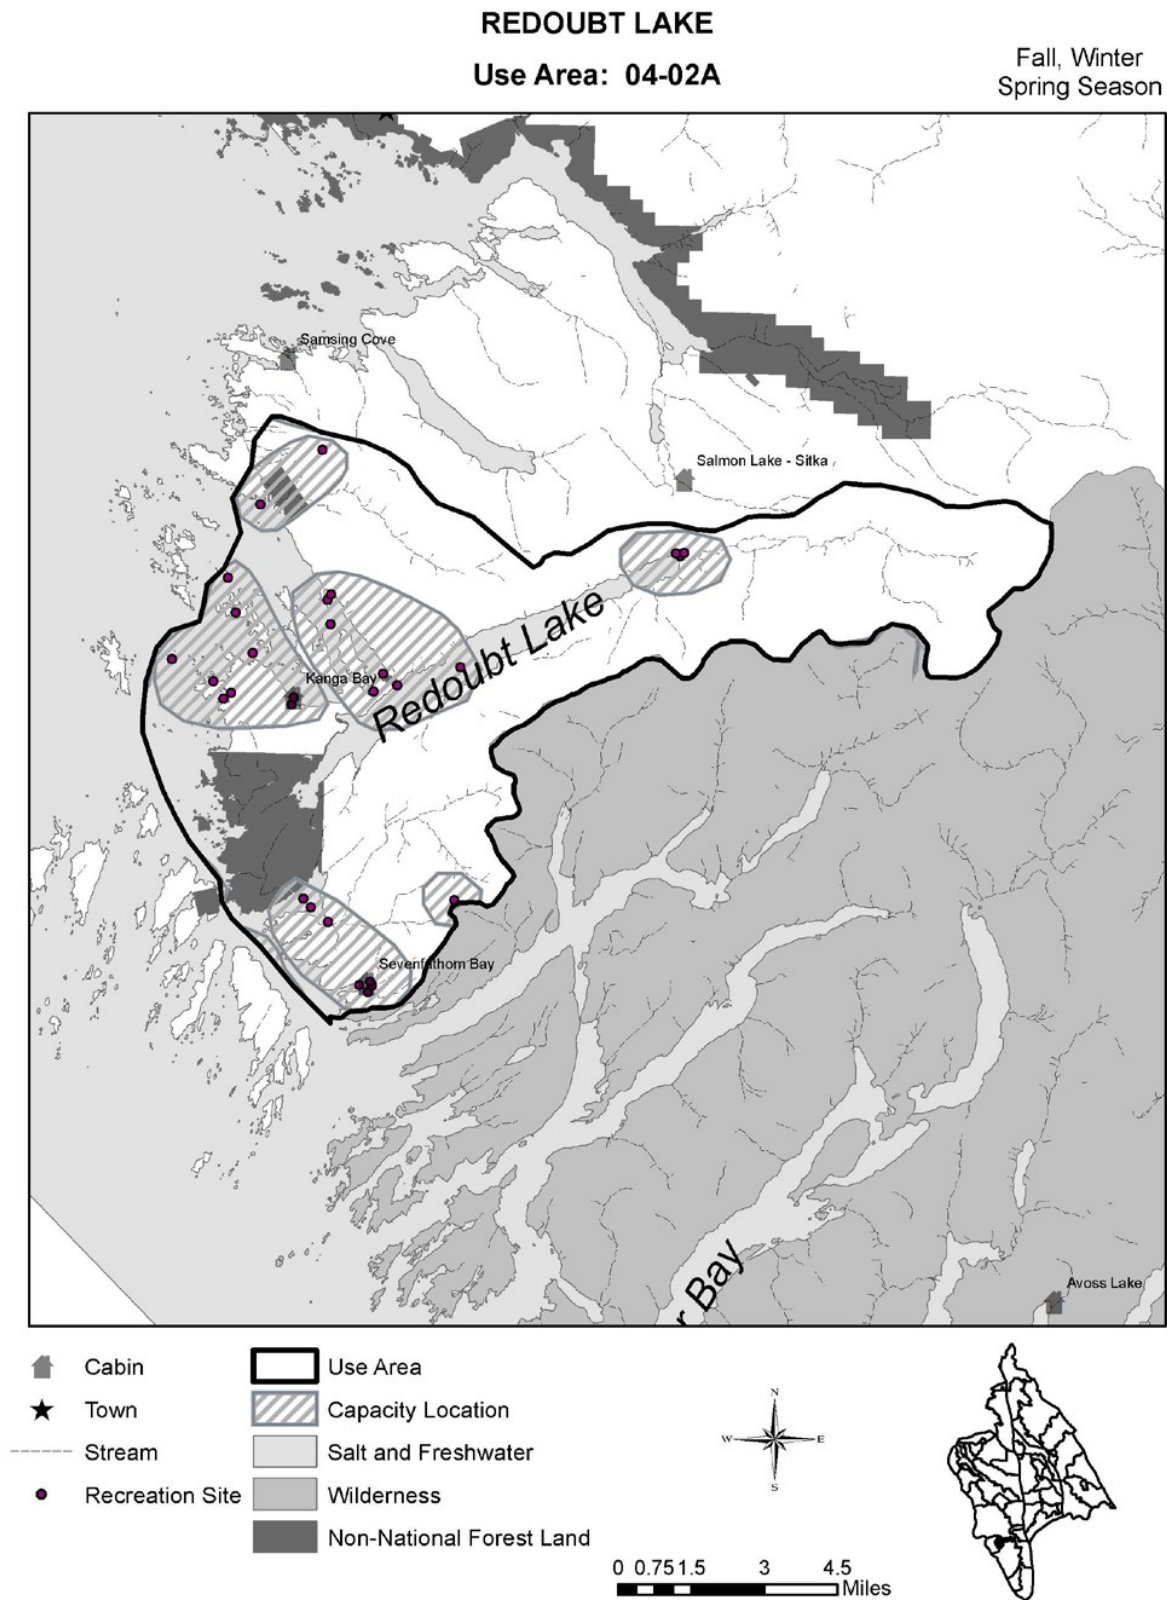 REDOUBT LAKE
Use Area: 04-02A
Fall, Winter
Spring Season
Samsing Cove
Salmon Lake - Sitka
Redoubt Lake
Kanga Bay
Sevenfathom Bay
r Bay
Avoss Lake
Cabin
Town
Stream
Recreation Site
Use Area
Capacity Location
Salt and Freshwater
Wilderness
Non-National Forest Land
N
W
E
S
0 0.75 1.5 3 4.5
Miles